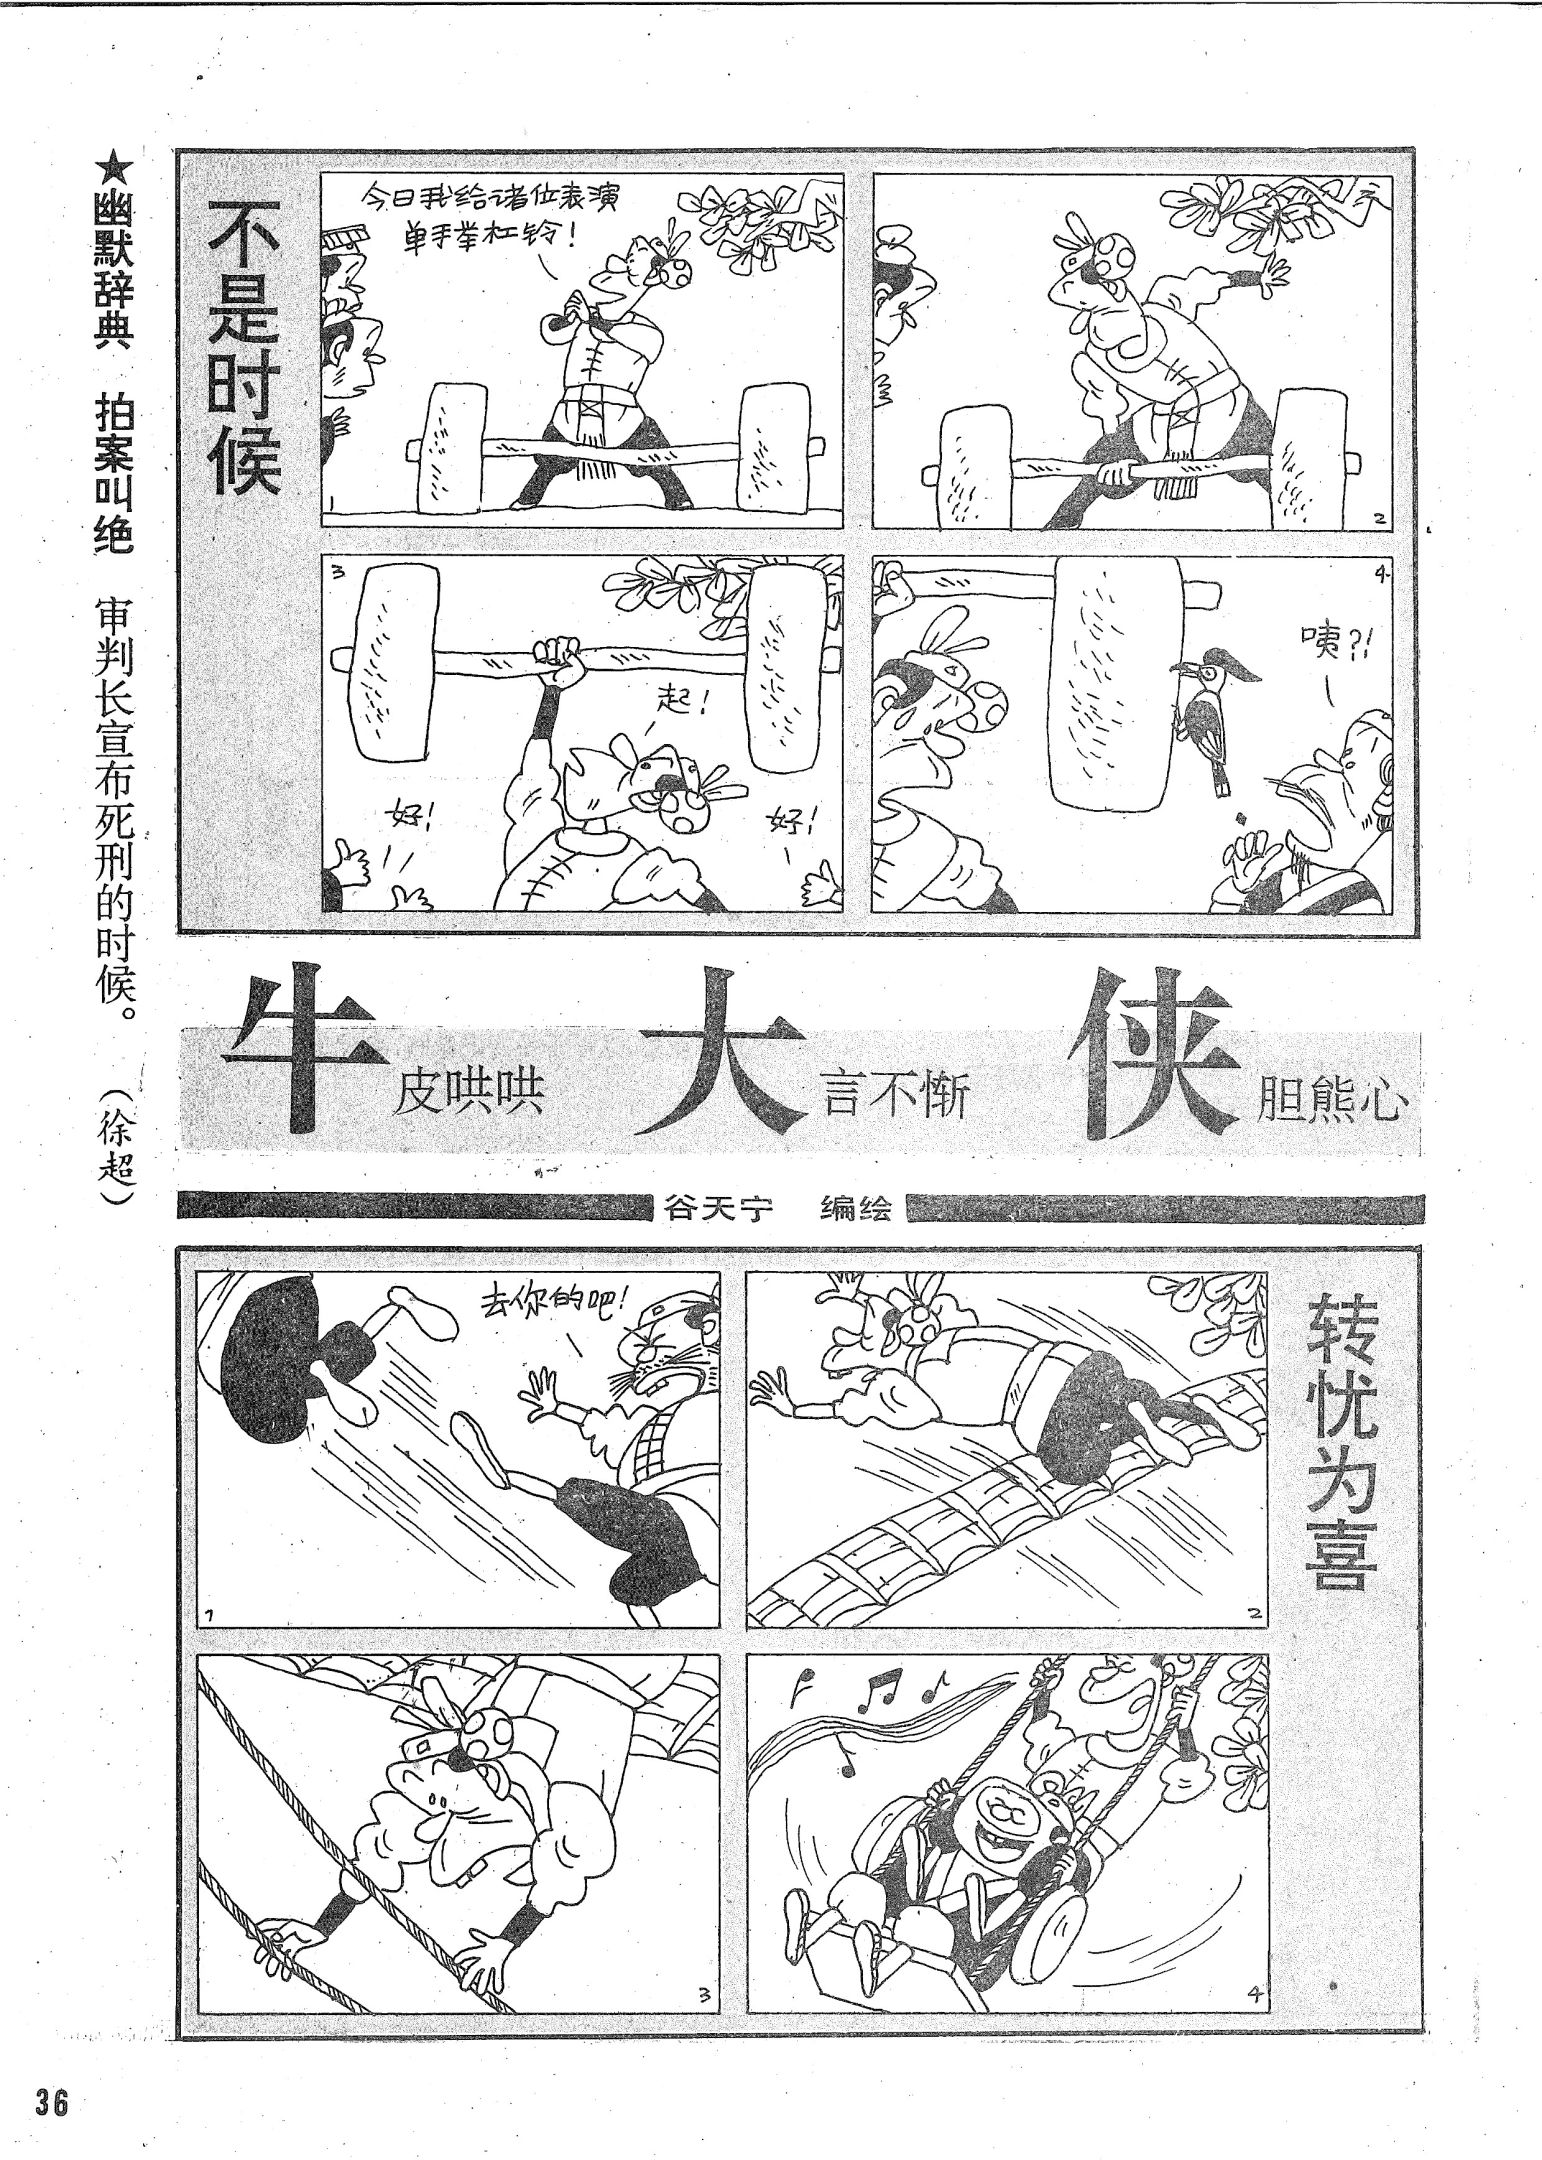 ★幽默辞典 拍案叫绝 审判长宣布死刑的时候。 （徐超）
不是时候
今日我给诸位表演
单手举杠铃！
2
3
起！
好！
好！
4
咦？！
牛皮哄哄 大言不惭 侠胆熊心
谷天宁 编绘
转忧为喜
去你的吧！
1
2
3
4
36